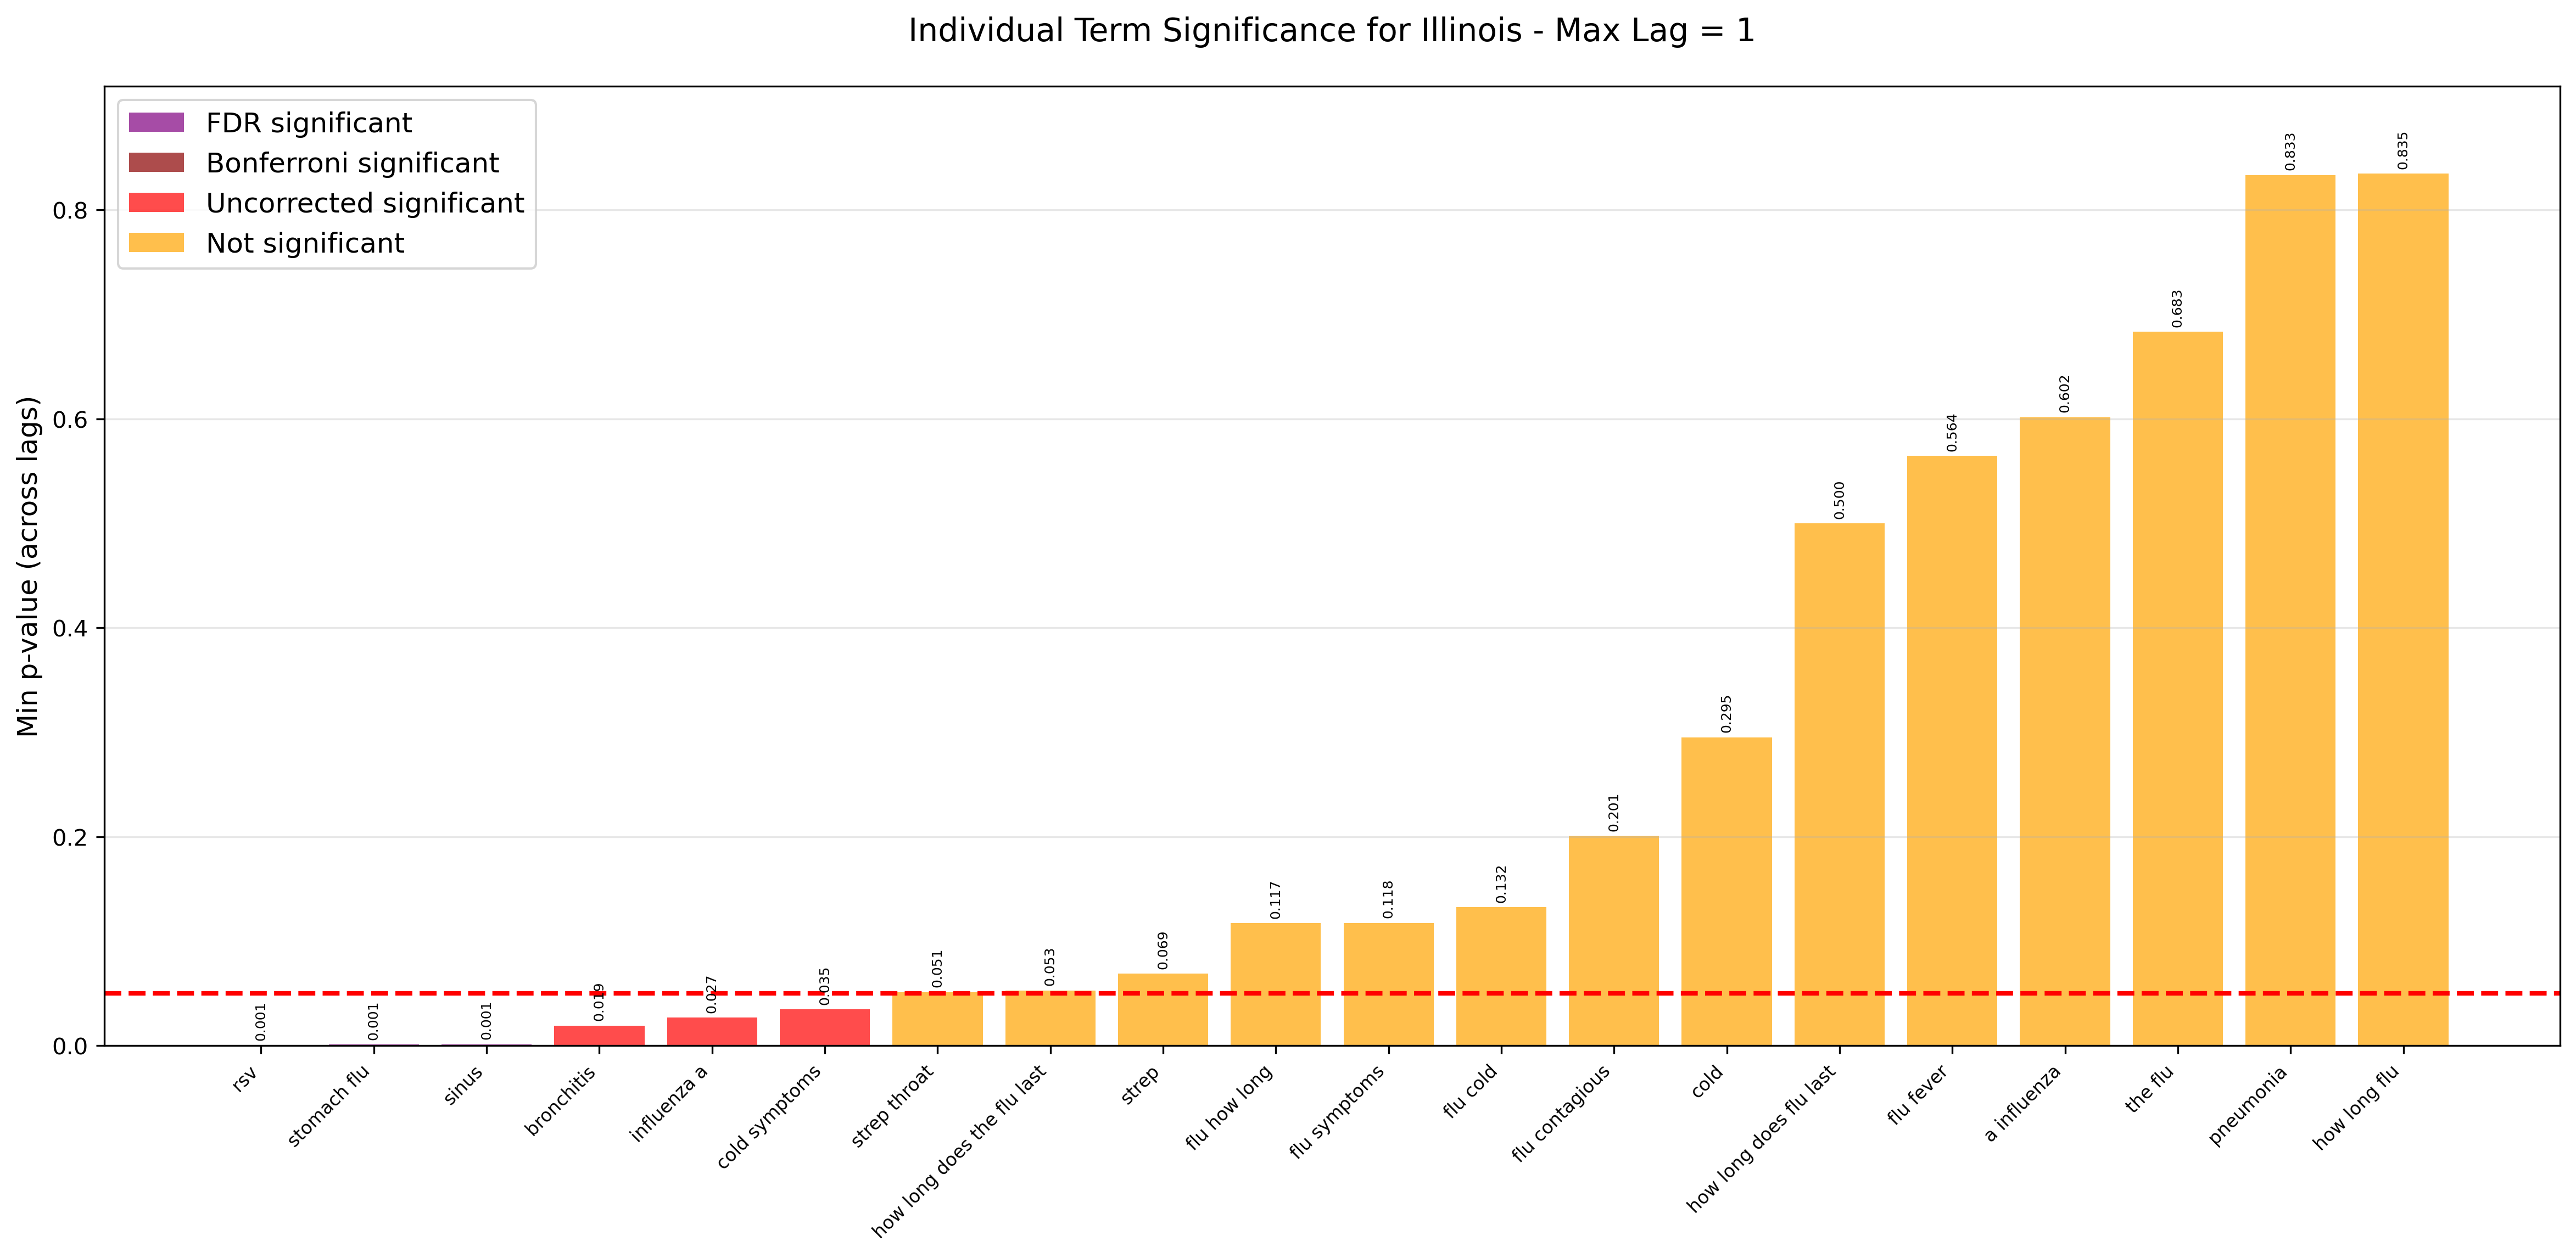 Individual Term Significance for Illinois - Max Lag = 1
FDR significant
Bonferroni significant
Uncorrected significant
Not significant
Min p-value (across lags)
0.8
0.6
0.4
0.2
0.0
0.001
0.001
0.001
0.019
0.027
0.035
0.051
0.053
0.069
0.117
0.118
0.132
0.201
0.295
0.500
0.564
0.602
0.683
0.833
0.835
rsv
stomach flu
sinus
bronchitis
influenza a
cold symptoms
strep throat
how long does the flu last
strep
flu how long
flu symptoms
flu cold
flu contagious
cold
how long does flu last
flu fever
a influenza
the flu
pneumonia
how long flu